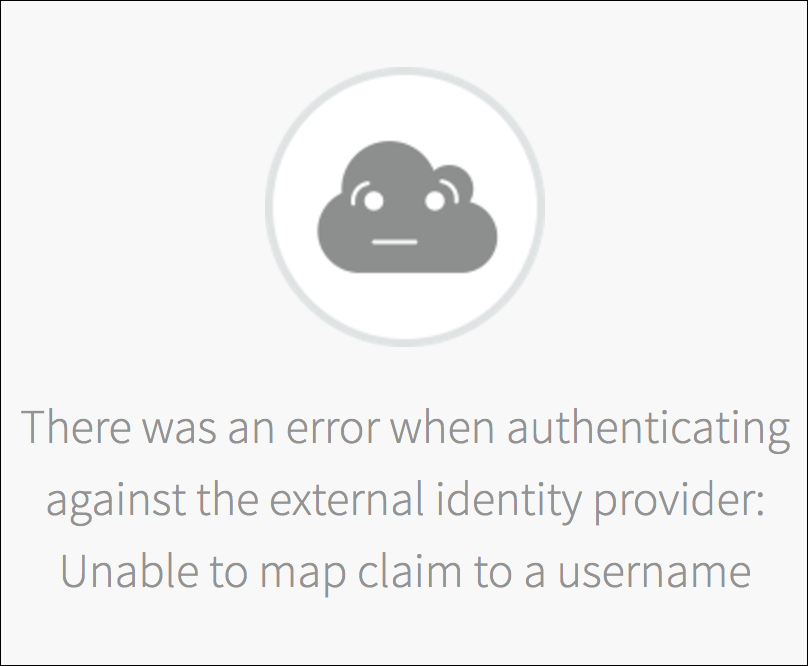 There was an error when authenticating
against the external identity provider:
Unable to map claim to a username